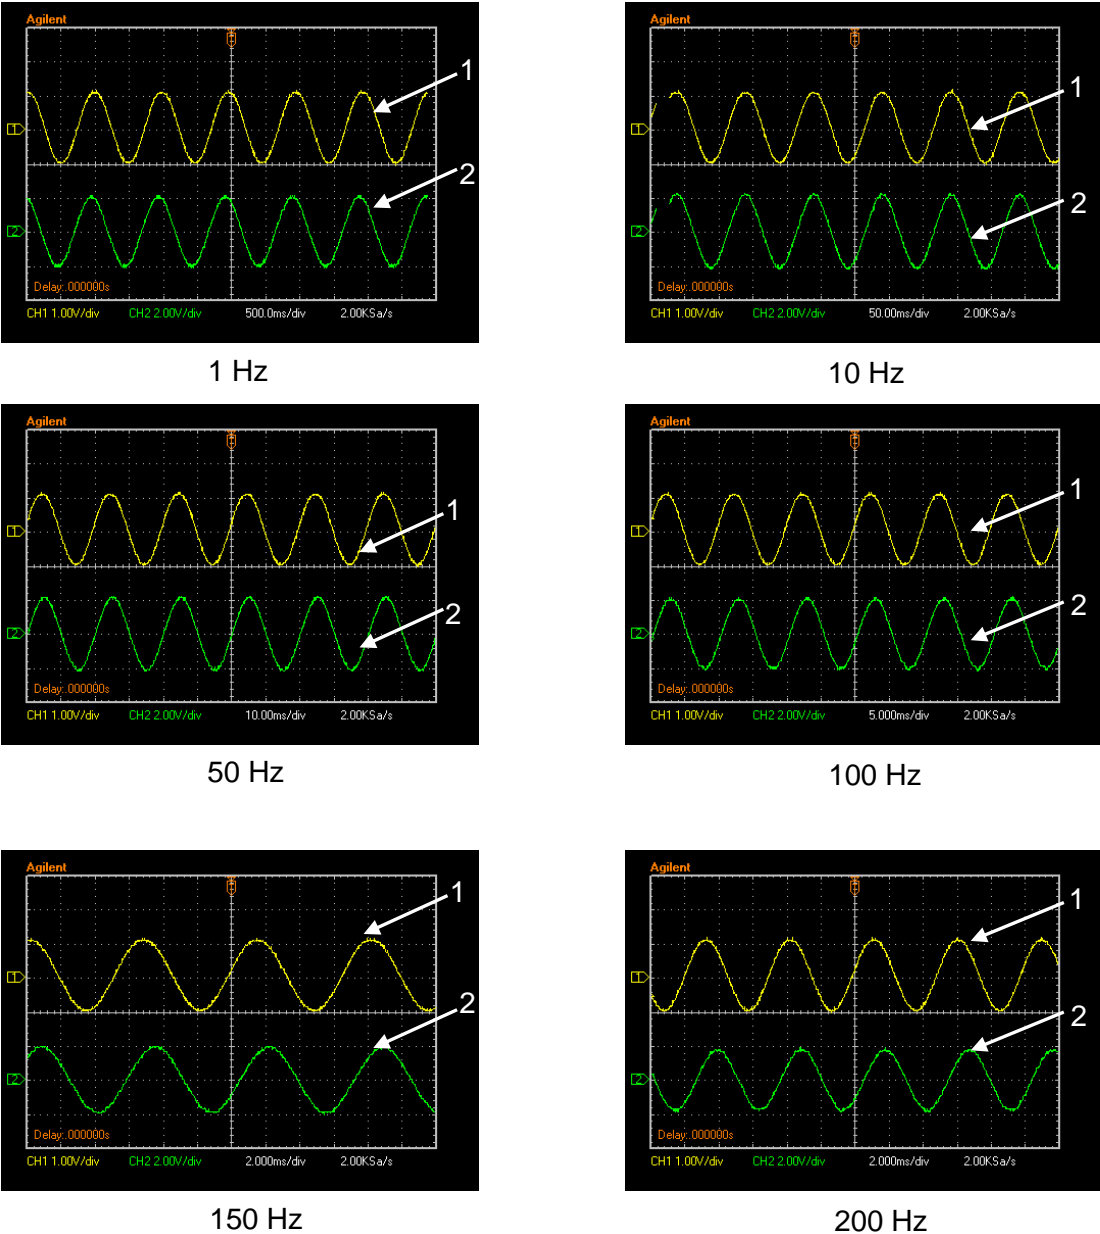 Agilent
1
2
Delay:.000000s
CH1 1.00V/div CH2 2.00V/div 500.0ms/div 2.00KSa/s
1 Hz
Agilent
1
2
CH1 1.00V/div CH2 2.00V/div 50.00ms/div 2.00KSa/s
Delay:.000000s
10 Hz
Agilent
1
2
Delay:.000000s
CH1 1.00V/div CH2 2.00V/div 10.00ms/div 2.00KSa/s
50 Hz
Agilent
1
2
Delay:.000000s
CH1 1.00V/div CH2 2.00V/div 5.000ms/div 2.00KSa/s
100 Hz
Agilent
1
2
Delay:.000000s
CH1 1.00V/div CH2 2.00V/div 2.000ms/div 2.00KSa/s
150 Hz
Agilent
1
2
Delay:.000000s
CH1 1.00V/div CH2 2.00V/div 2.000ms/div 2.00KSa/s
200 Hz